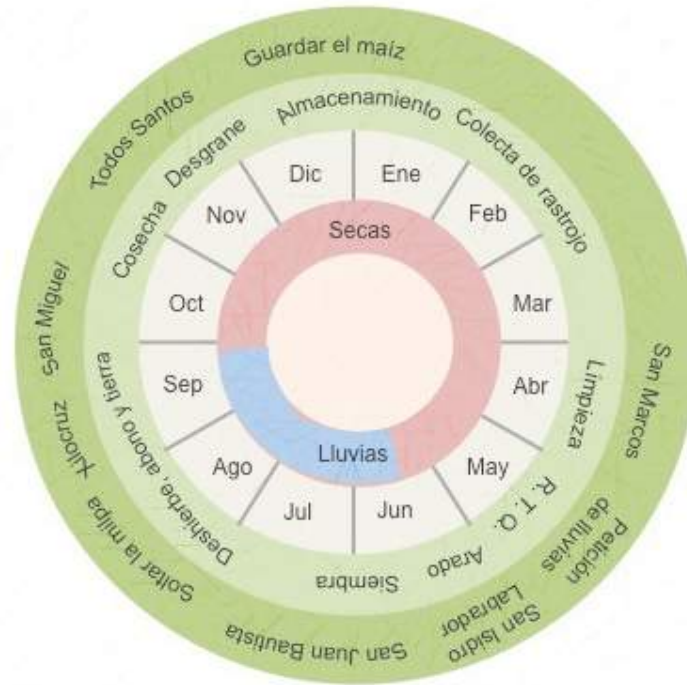 Guardar el maíz
San Marcos
Petición
de lluvias
San Isidro
Labrador
San Juan Bautista
Soltar la milpa
Xilocruz
San Miguel
Todos Santos
Almacenamiento
Colecta de rastrojo
Limpieza
R. T. Q.
Arado
Siembra
Deshierbe, abono y tierra
Cosecha
Desgrane
Ene
Feb
Mar
Abr
May
Jun
Jul
Ago
Sep
Oct
Nov
Dic
Secas
Lluvias